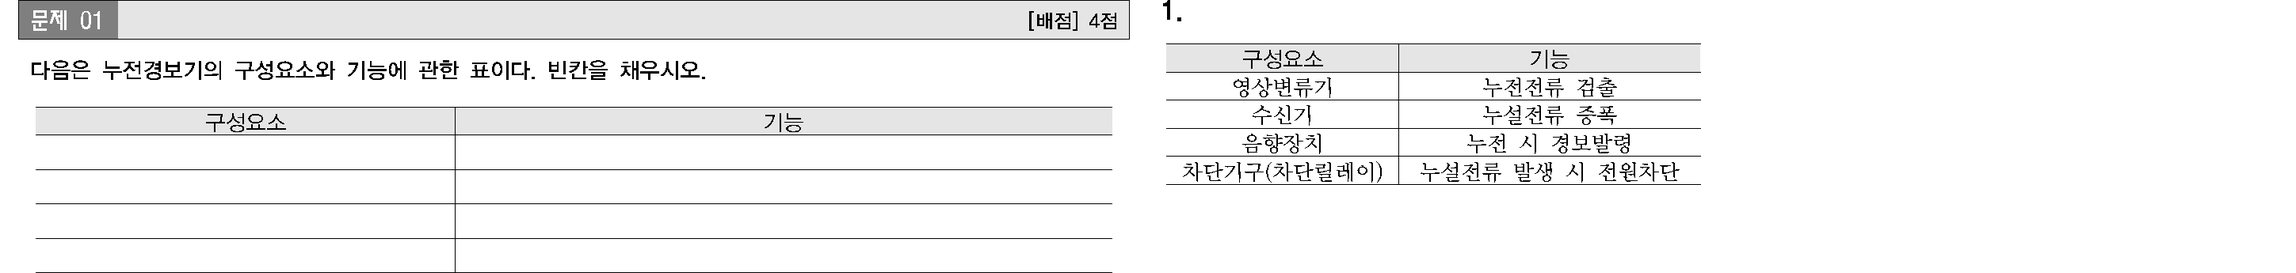 문제 01 [배점] 4점
다음은 누전경보기의 구성요소와 기능에 관한 표이다. 빈칸을 채우시오.
구성요소 기능
1.
구성요소 기능
영상변류기 누전전류 검출
수신기 누설전류 증폭
음향장치 누전 시 경보발령
차단기구(차단릴레이) 누설전류 발생 시 전원차단